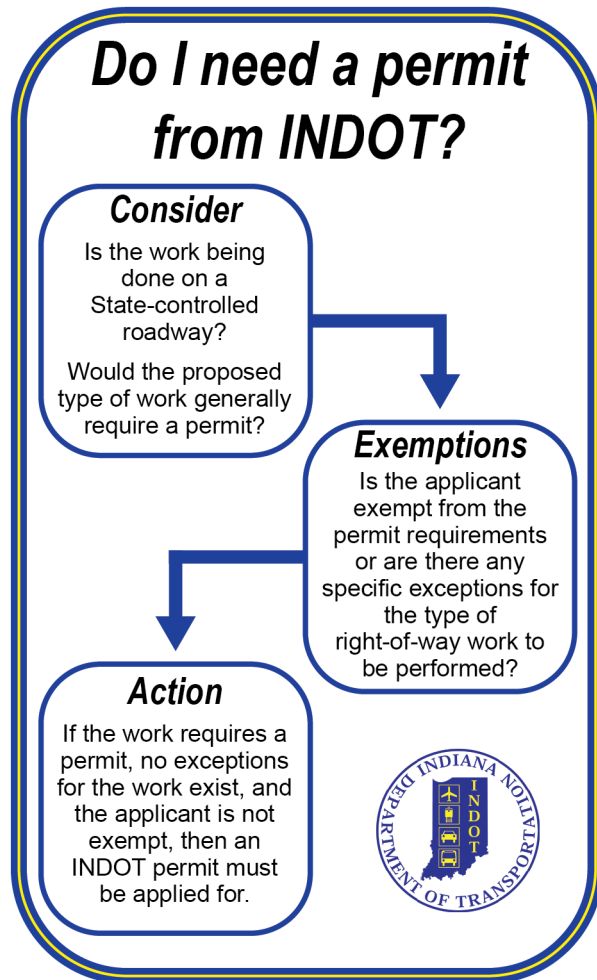 Do I need a permit
from INDOT?
Consider
Is the work being
done on a
State-controlled
roadway?
Would the proposed
type of work generally
require a permit?
Exemptions
Is the applicant
exempt from the
permit requirements
or are there any
specific exceptions for
the type of
right-of-way work to
be performed?
Action
If the work requires a
permit, no exceptions
for the work exist, and
the applicant is not
exempt, then an
INDOT permit must
be applied for.
INDIANA
DEPARTMENT OF TRANSPORTATION
INDOT